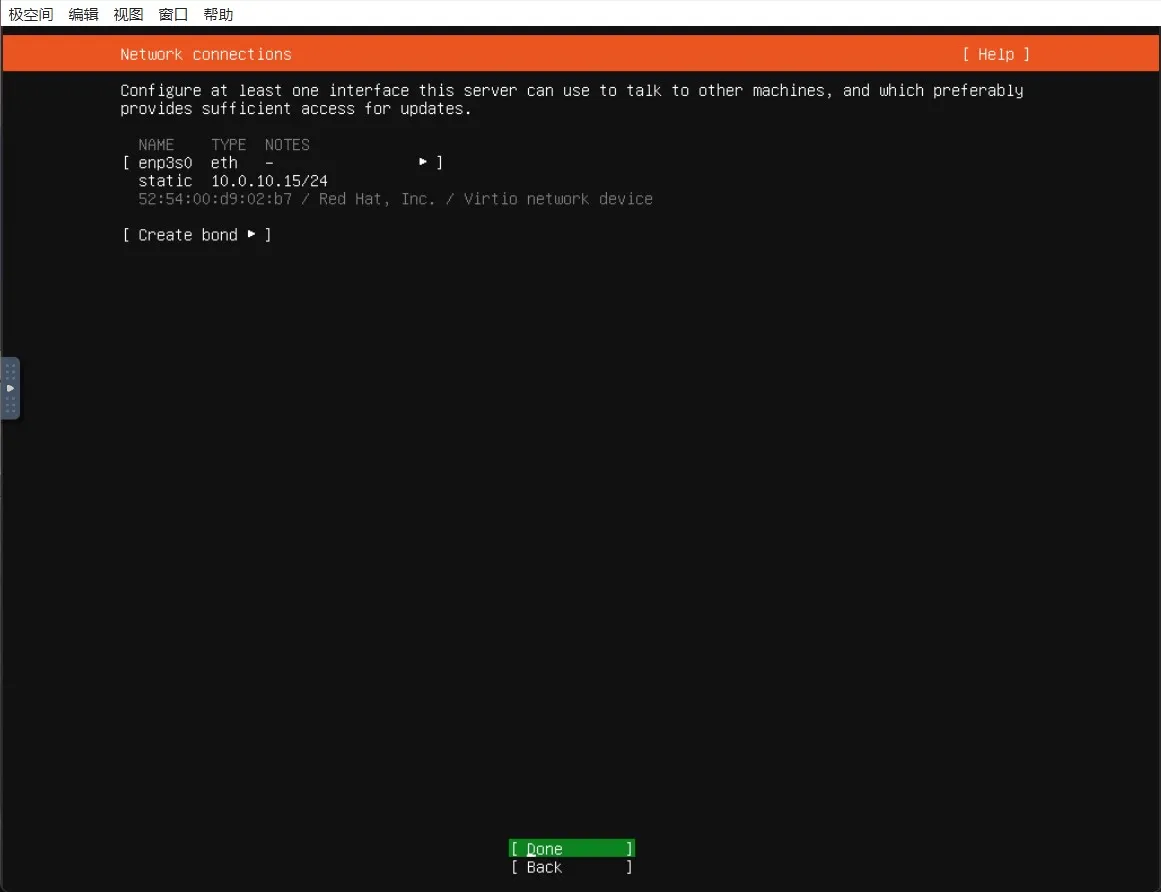 极空间 编辑 视图 窗口 帮助
Network connections [ Help ]
Configure at least one interface this server can use to talk to other machines, and which preferably
provides sufficient access for updates.
NAME TYPE NOTES
[ enp3s0 eth – ▸ ]
static 10.0.10.15/24
52:54:00:d9:02:b7 / Red Hat, Inc. / Virtio network device
[ Create bond ▸ ]
[ Done ]
[ Back ]